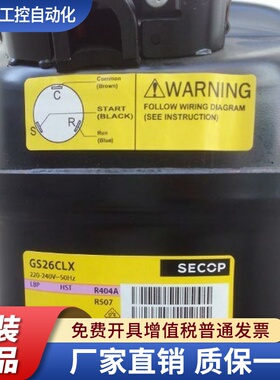 工控自动化
Common
(Brown)
C
START
(BLACK)
S
R
Run
(Blue)
WARNING
FOLLOW WIRING DIAGRAM
(SEE INSTRUCTION)
GS26CLX
220-240V~50Hz
LBP HST R404A
R507
SECOP
装
品
免费开具增值税普通发票
厂家直销 质保一年